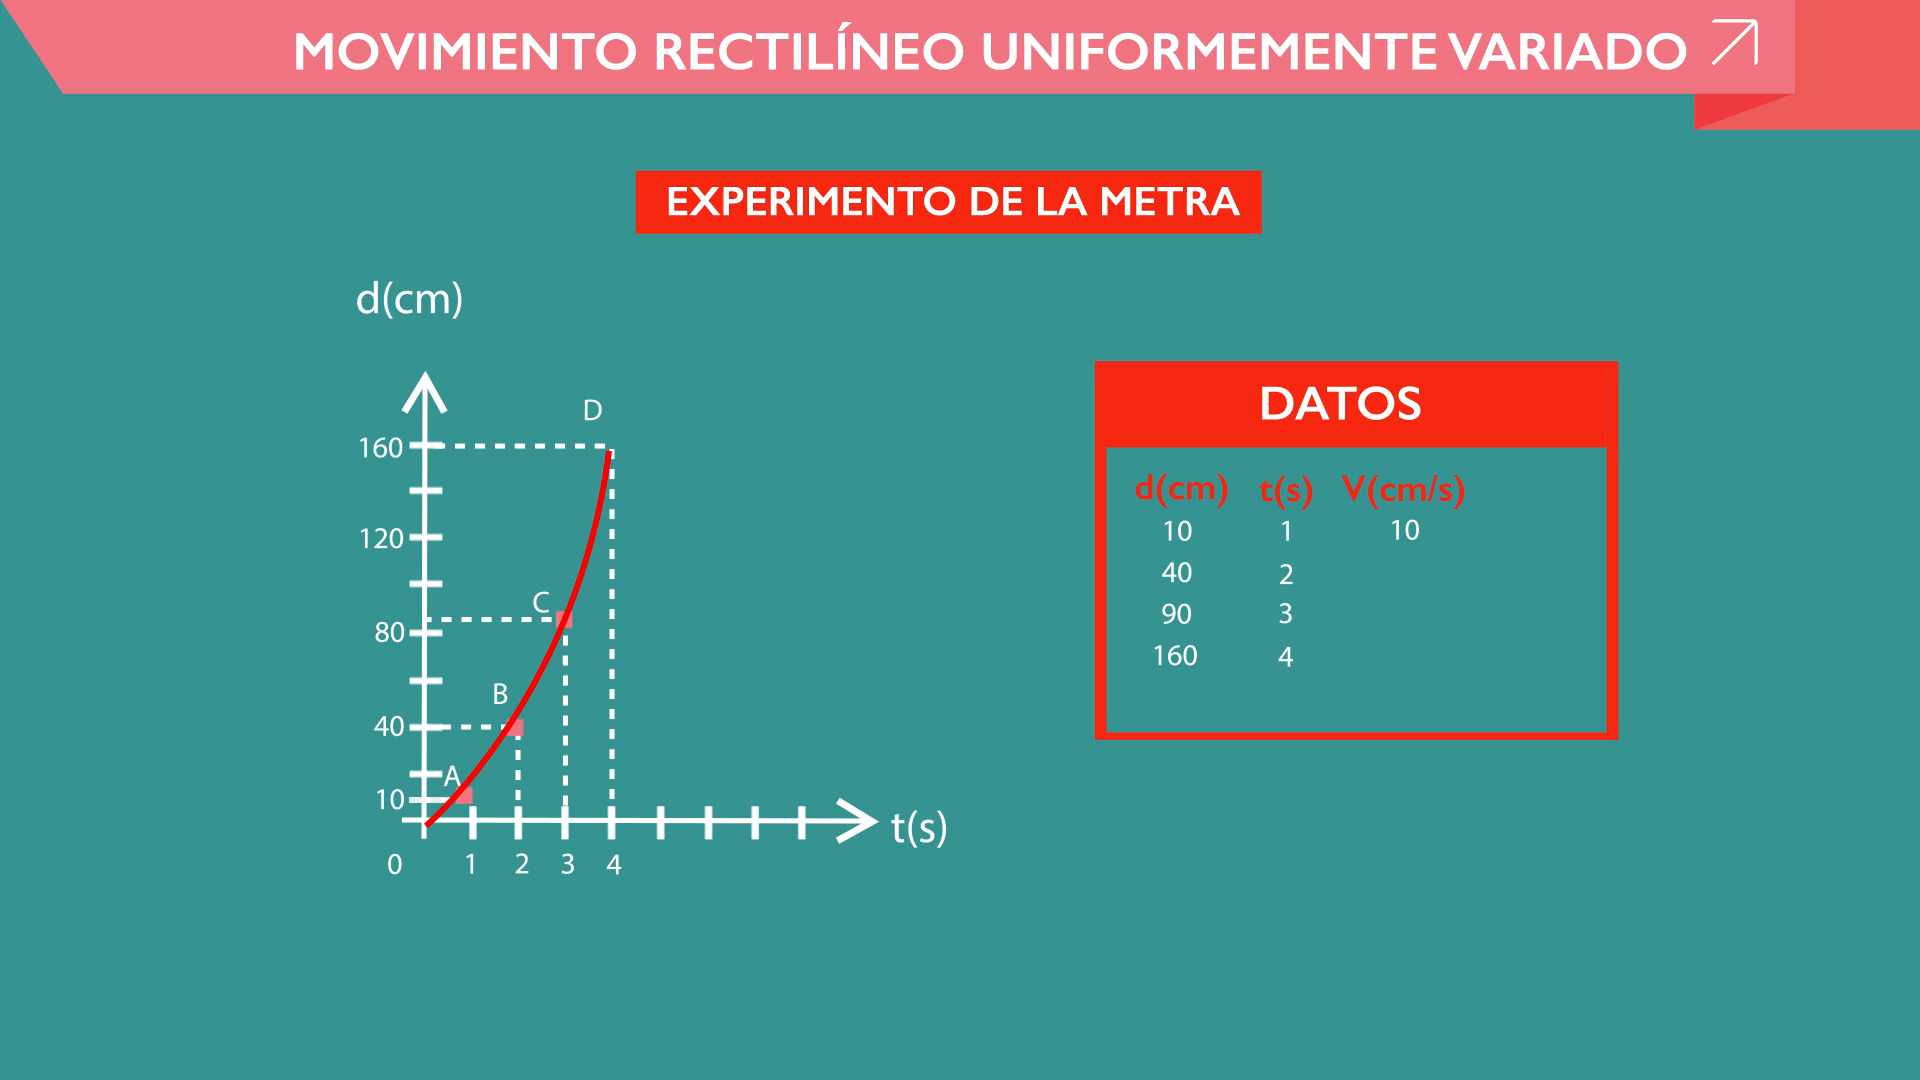 MOVIMIENTO RECTILÍNEO UNIFORMEMENTE VARIADO
EXPERIMENTO DE LA METRA
d(cm)
D
160
120
C
80
B
40
A
10
t(s)
0 1 2 3 4
DATOS
d(cm) t(s) V(cm/s)
10 1 10
40 2
90 3
160 4